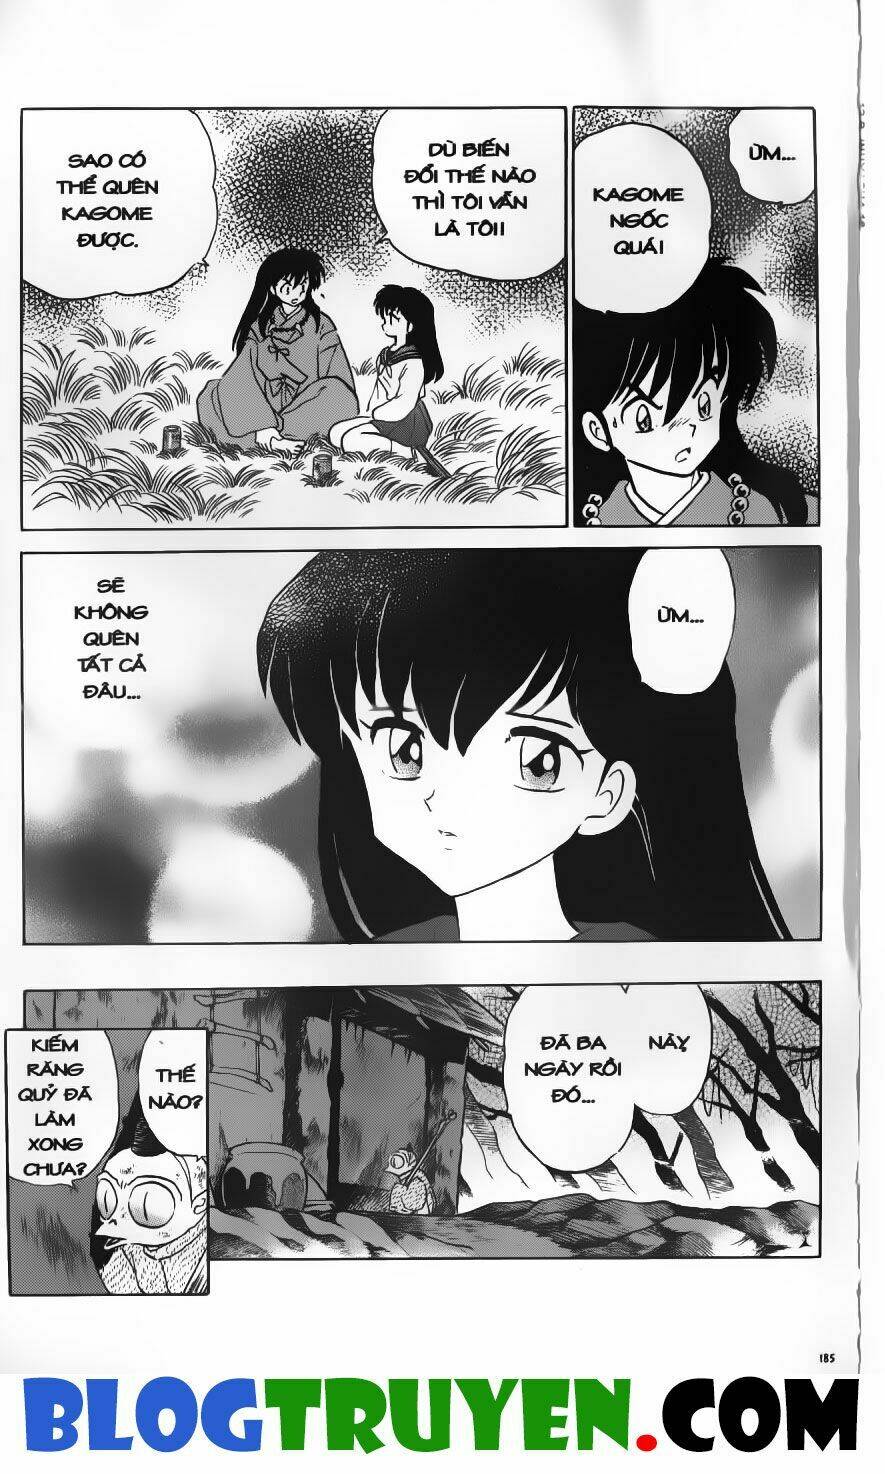 ỪM...
KAGOME
NGỐC
QUÁ!
DÙ BIẾN
ĐỔI THẾ NÀO
THÌ TÔI VẪN
LÀ TÔI!
SAO CÓ
THỂ QUÊN
KAGOME
ĐƯỢC.
ỪM...
SẼ
KHÔNG
QUÊN
TẤT CẢ
ĐÂU...
NÀY,
ĐÃ BA
NGÀY RỒI
ĐÓ...
THẾ
NÀO?
KIẾM
RĂNG
QUỶ ĐÃ
LÀM
XONG
CHƯA?
185
BLOGTRUYEN.COM